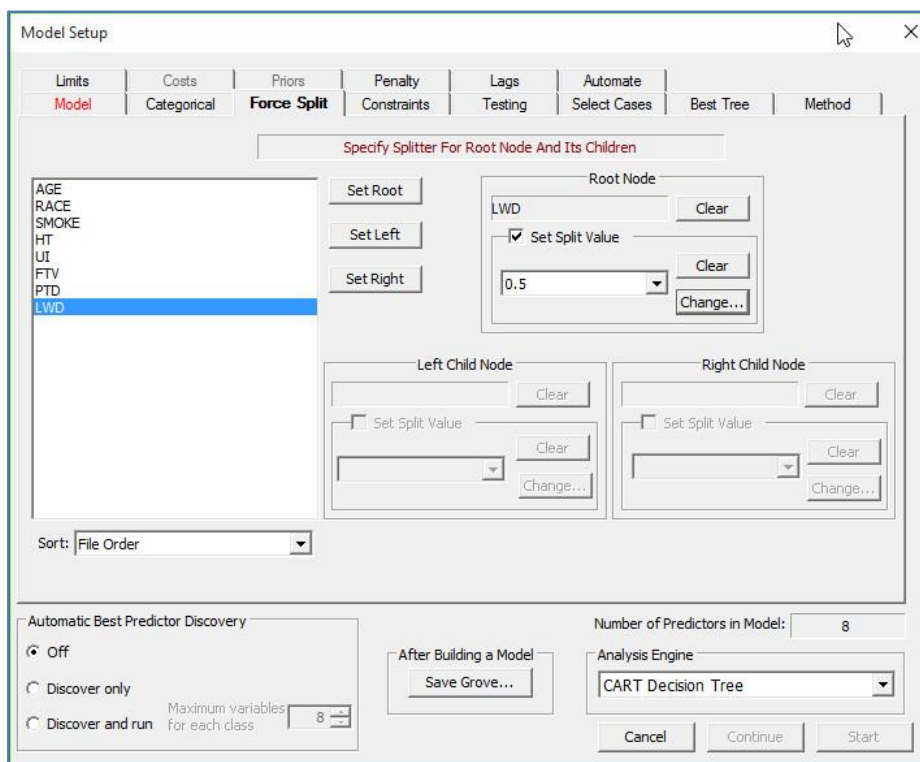 Model Setup
Limits Costs Priors Penalty Lags Automate
Model Categorical Force Split Constraints Testing Select Cases Best Tree Method
Specify Splitter For Root Node And Its Children
AGE
RACE
SMOKE
HT
UI
FTV
PTD
LWD
Set Root
Set Left
Set Right
Root Node
LWD Clear
Set Split Value
Clear
0.5
Change...
Left Child Node
Clear
Set Split Value
Clear
Change...
Right Child Node
Clear
Set Split Value
Clear
Change...
Sort: File Order
Automatic Best Predictor Discovery
Off
Discover only
Discover and run
Maximum variables
for each class
8
After Building a Model
Save Grove...
Number of Predictors in Model: 8
Analysis Engine
CART Decision Tree
Cancel Continue Start